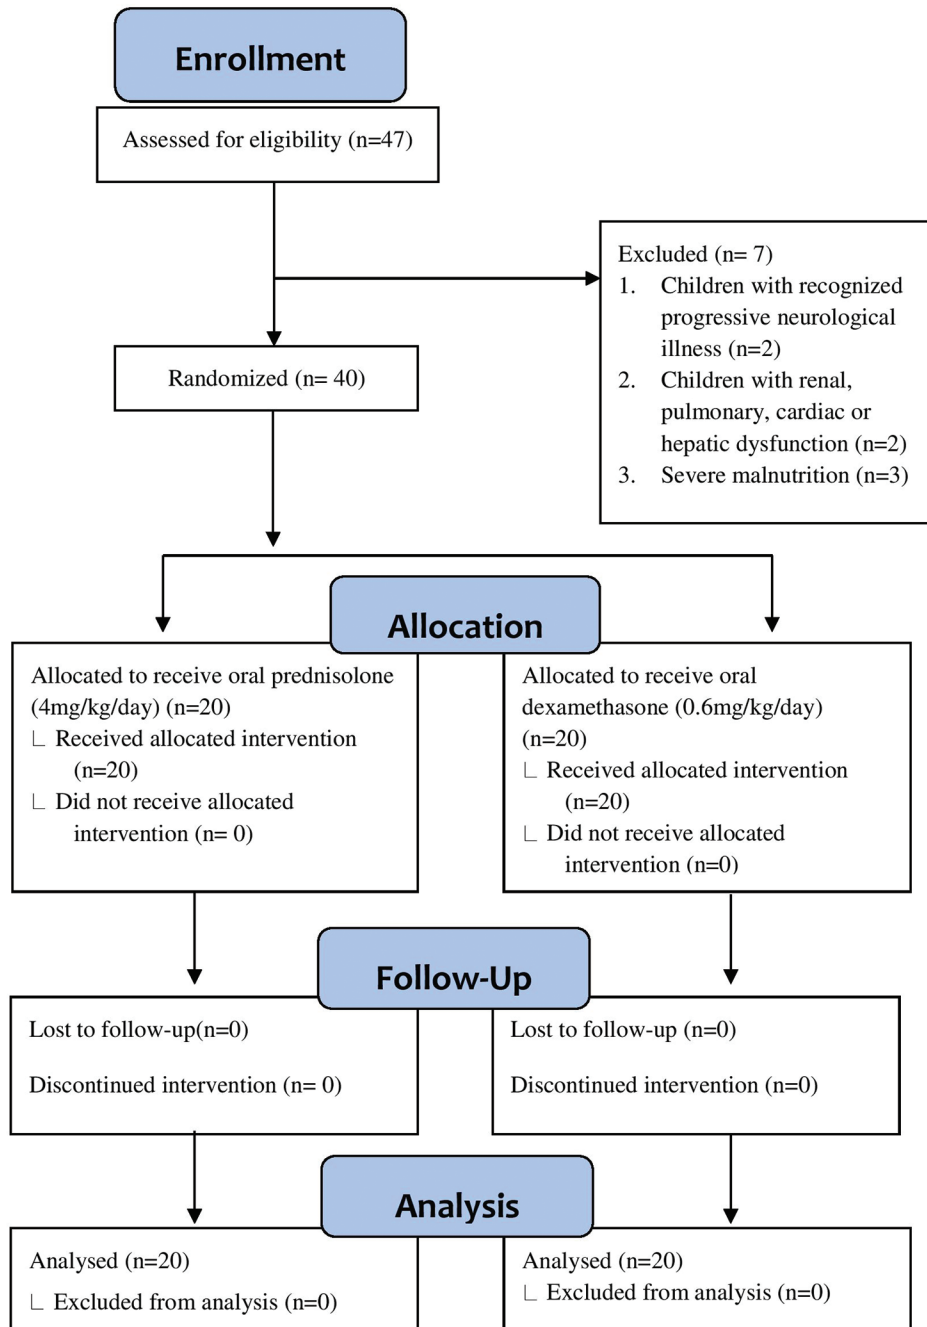 Enrollment
Assessed for eligibility (n=47)
Excluded (n= 7)
1. Children with recognized
progressive neurological
illness (n=2)
2. Children with renal,
pulmonary, cardiac or
hepatic dysfunction (n=2)
3. Severe malnutrition (n=3)
Randomized (n= 40)
Allocation
Allocated to receive oral prednisolone
(4mg/kg/day) (n=20)
∟ Received allocated intervention
(n=20)
∟ Did not receive allocated
intervention (n= 0)
Allocated to receive oral
dexamethasone (0.6mg/kg/day)
(n=20)
∟ Received allocated intervention
(n=20)
∟ Did not receive allocated
intervention (n=0)
Follow-Up
Lost to follow-up(n=0)
Discontinued intervention (n= 0)
Lost to follow-up (n=0)
Discontinued intervention (n=0)
Analysis
Analysed (n=20)
∟ Excluded from analysis (n=0)
Analysed (n=20)
∟ Excluded from analysis (n=0)